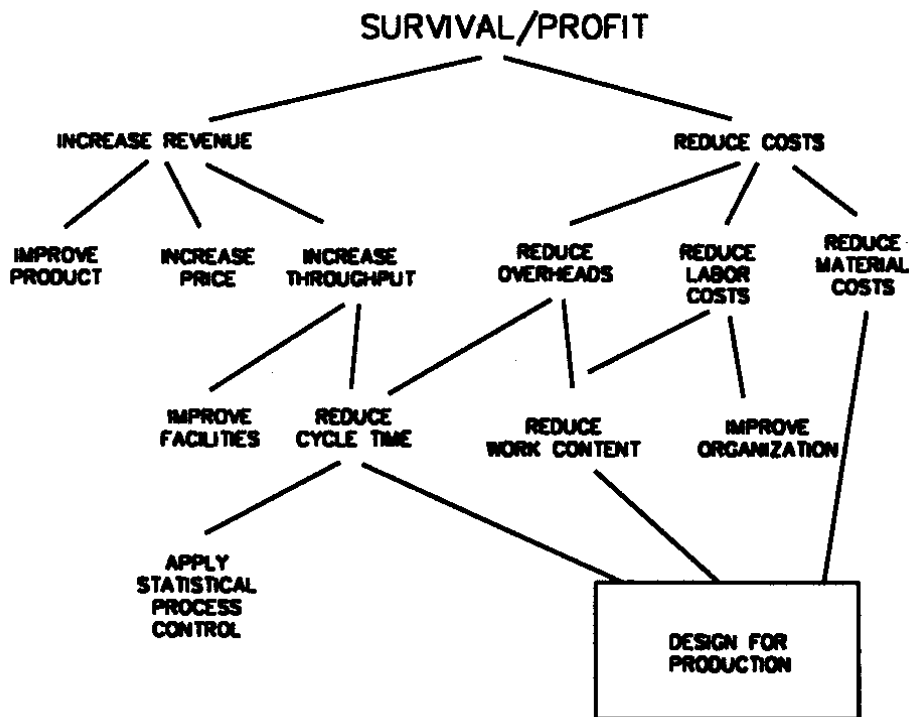 SURVIVAL/PROFIT
INCREASE REVENUE
REDUCE COSTS
IMPROVE
PRODUCT
INCREASE
PRICE
INCREASE
THROUGHPUT
REDUCE
OVERHEADS
REDUCE
LABOR
COSTS
REDUCE
MATERIAL
COSTS
IMPROVE
FACILITIES
REDUCE
CYCLE TIME
REDUCE
WORK CONTENT
IMPROVE
ORGANIZATION
APPLY
STATISTICAL
PROCESS
CONTROL
DESIGN FOR
PRODUCTION